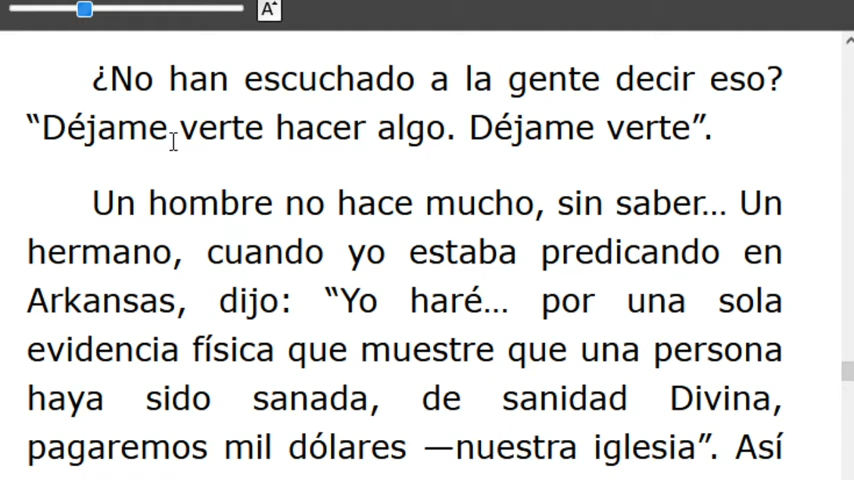 A
¿No han escuchado a la gente decir eso?
“Déjame verte hacer algo. Déjame verte”.
Un hombre no hace mucho, sin saber… Un
hermano, cuando yo estaba predicando en
Arkansas, dijo: “Yo haré… por una sola
evidencia física que muestre que una persona
haya sido sanada, de sanidad Divina,
pagaremos mil dólares —nuestra iglesia”. Así